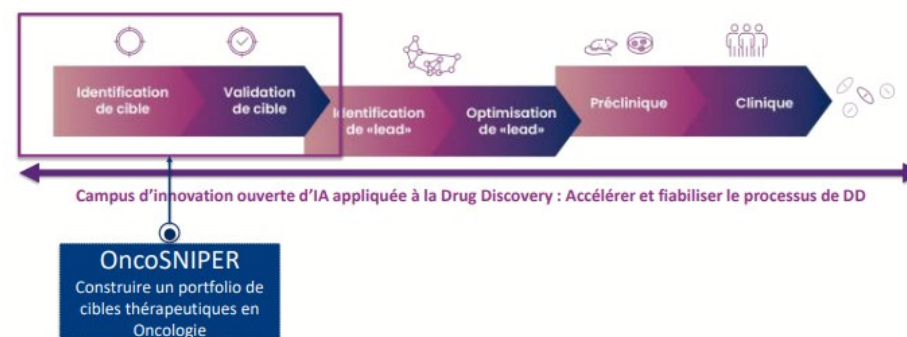 Identification
de cible
Validation
de cible
Identification
de «lead»
Optimisation
de «lead»
Préclinique
Clinique
Campus d'innovation ouverte d'IA appliquée à la Drug Discovery : Accélérer et fiabiliser le processus de DD
OncoSNIPER
Construire un portfolio de
cibles thérapeutiques en
Oncologie